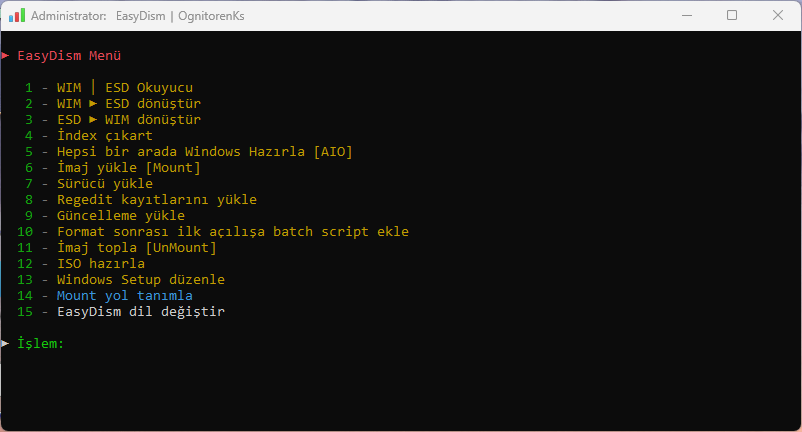 Administrator: EasyDism | OgnitorenKs
► EasyDism Menü
1 - WIM │ ESD Okuyucu
2 - WIM ► ESD dönüştür
3 - ESD ► WIM dönüştür
4 - İndex çıkart
5 - Hepsi bir arada Windows Hazırla [AIO]
6 - İmaj yükle [Mount]
7 - Sürücü yükle
8 - Regedit kayıtlarını yükle
9 - Güncelleme yükle
10 - Format sonrası ilk açılışa batch script ekle
11 - İmaj topla [UnMount]
12 - ISO hazırla
13 - Windows Setup düzenle
14 - Mount yol tanımla
15 - EasyDism dil değiştir
► İşlem: